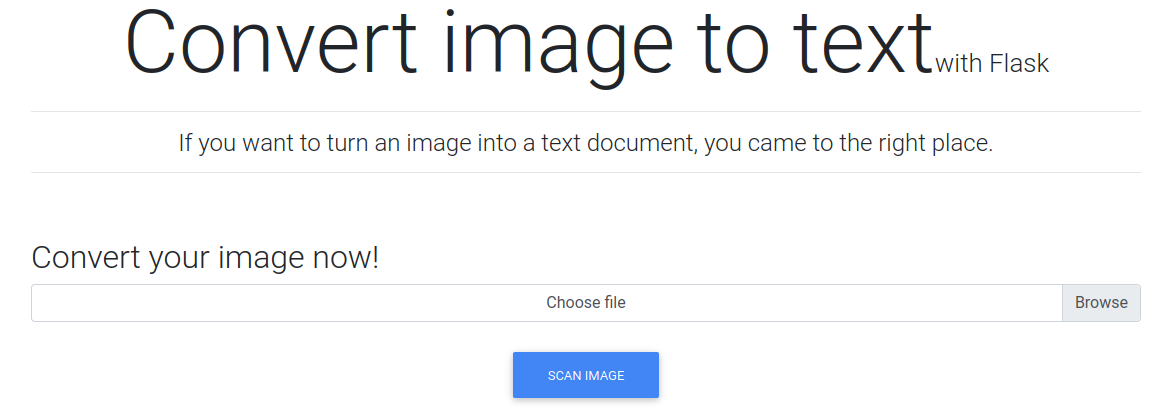 Convert image to text with Flask
If you want to turn an image into a text document, you came to the right place.
Convert your image now!
Choose file Browse
SCAN IMAGE